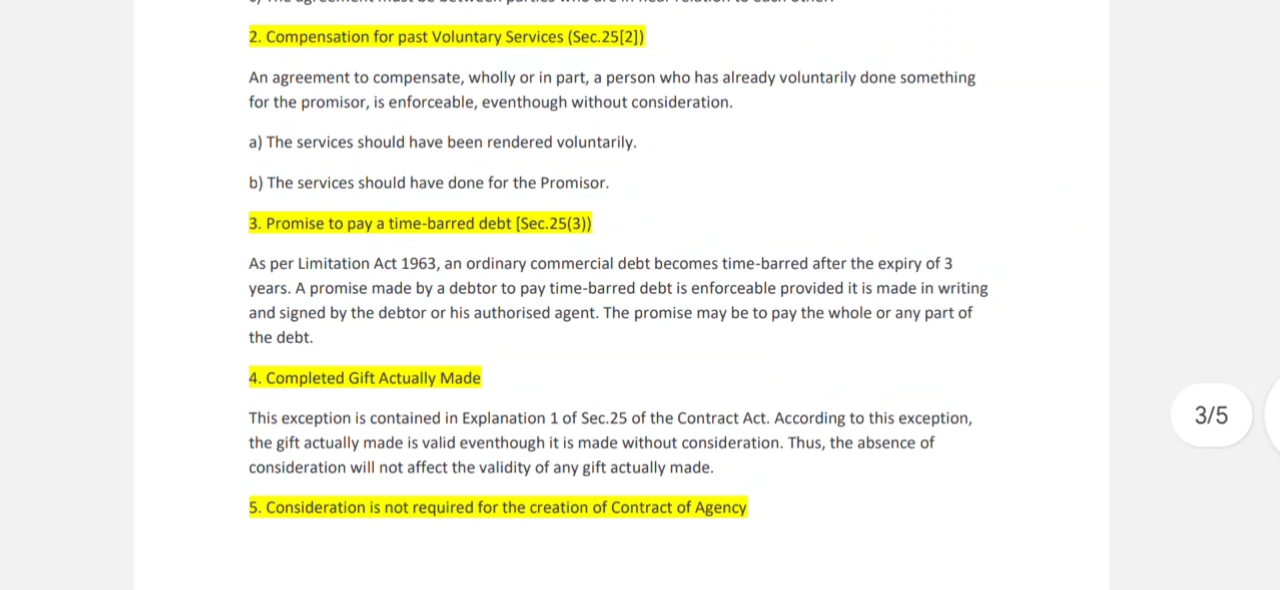 2. Compensation for past Voluntary Services (Sec.25[2])
An agreement to compensate, wholly or in part, a person who has already voluntarily done something
for the promisor, is enforceable, eventhough without consideration.
a) The services should have been rendered voluntarily.
b) The services should have done for the Promisor.
3. Promise to pay a time-barred debt [Sec.25(3))
As per Limitation Act 1963, an ordinary commercial debt becomes time-barred after the expiry of 3
years. A promise made by a debtor to pay time-barred debt is enforceable provided it is made in writing
and signed by the debtor or his authorised agent. The promise may be to pay the whole or any part of
the debt.
4. Completed Gift Actually Made
This exception is contained in Explanation 1 of Sec.25 of the Contract Act. According to this exception,
the gift actually made is valid eventhough it is made without consideration. Thus, the absence of
consideration will not affect the validity of any gift actually made.
3/5
5. Consideration is not required for the creation of Contract of Agency